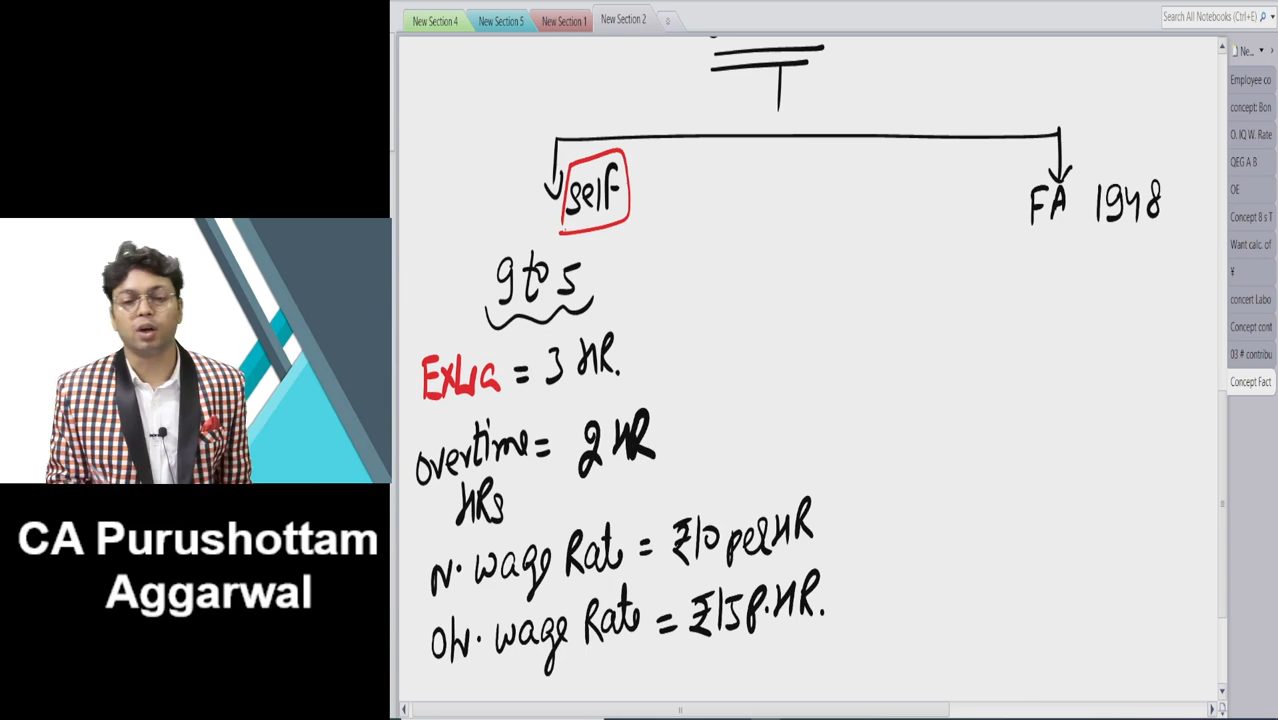 New Section 4
New Section 5
New Section 1
New Section 2
Search All Notebooks (Ctrl+E)
Ne...
Employee co
concept: Bon
O. IQ W. Rate
QEG A B
OE
Concept 8 s T
Want calc. of
¥
concert Labo
Concept cont
03 # contribu
Concept Fact
self
FA 1948
9 to 5
Extra = 3 HR.
overtime = 2 HR
HRs
N. wage Rate = ₹10 per HR
O/N. wage Rate = ₹15 P.HR.
CA Purushottam
Aggarwal